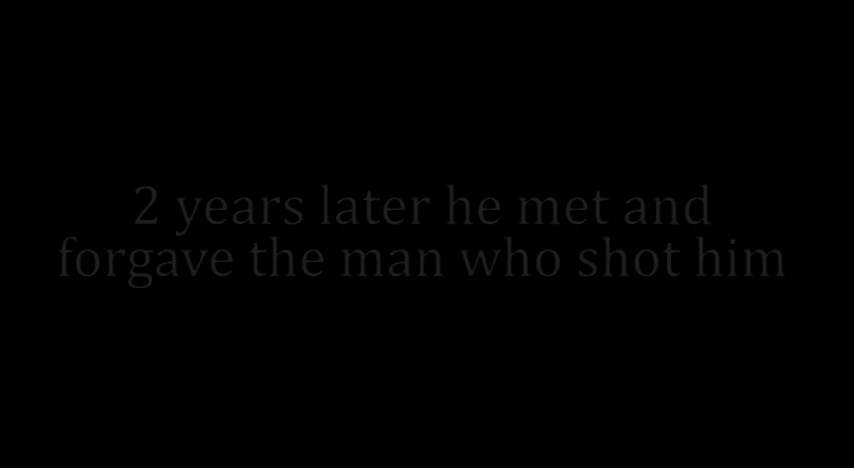 2 years later he met and
forgave the man who shot him